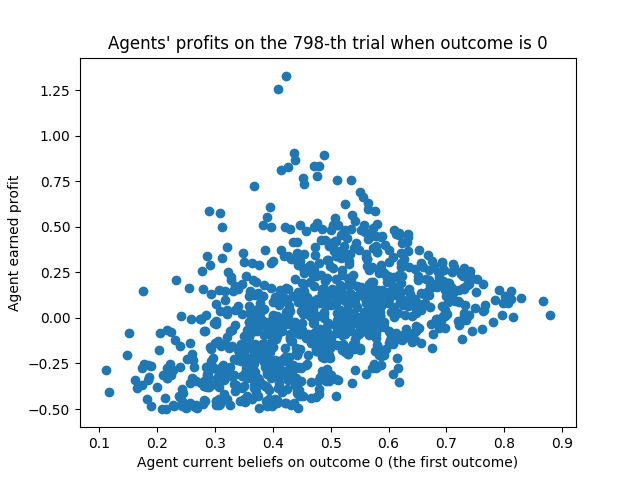 Agents' profits on the 798-th trial when outcome is 0
Agent earned profit
1.25
1.00
0.75
0.50
0.25
0.00
−0.25
−0.50
0.1 0.2 0.3 0.4 0.5 0.6 0.7 0.8 0.9
Agent current beliefs on outcome 0 (the first outcome)